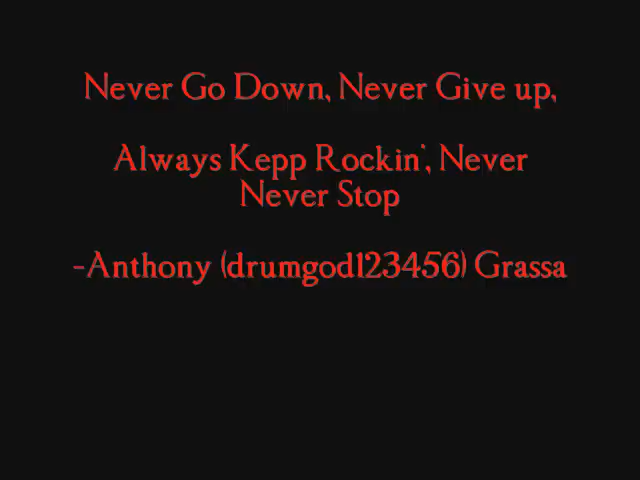 Never Go Down, Never Give up,
Always Kepp Rockin', Never
Never Stop
-Anthony (drumgod123456) Grassa